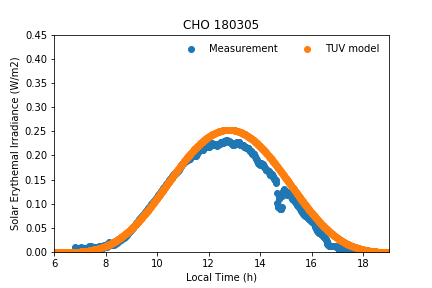 CHO 180305
Measurement TUV model
Solar Erythemal Irradiance (W/m2)
0.45
0.40
0.35
0.30
0.25
0.20
0.15
0.10
0.05
0.00
6 8 10 12 14 16 18
Local Time (h)